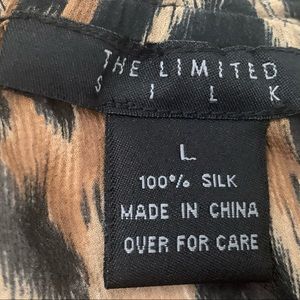 THE LIMITED
S I L K
L
100% SILK
MADE IN CHINA
OVER FOR CARE